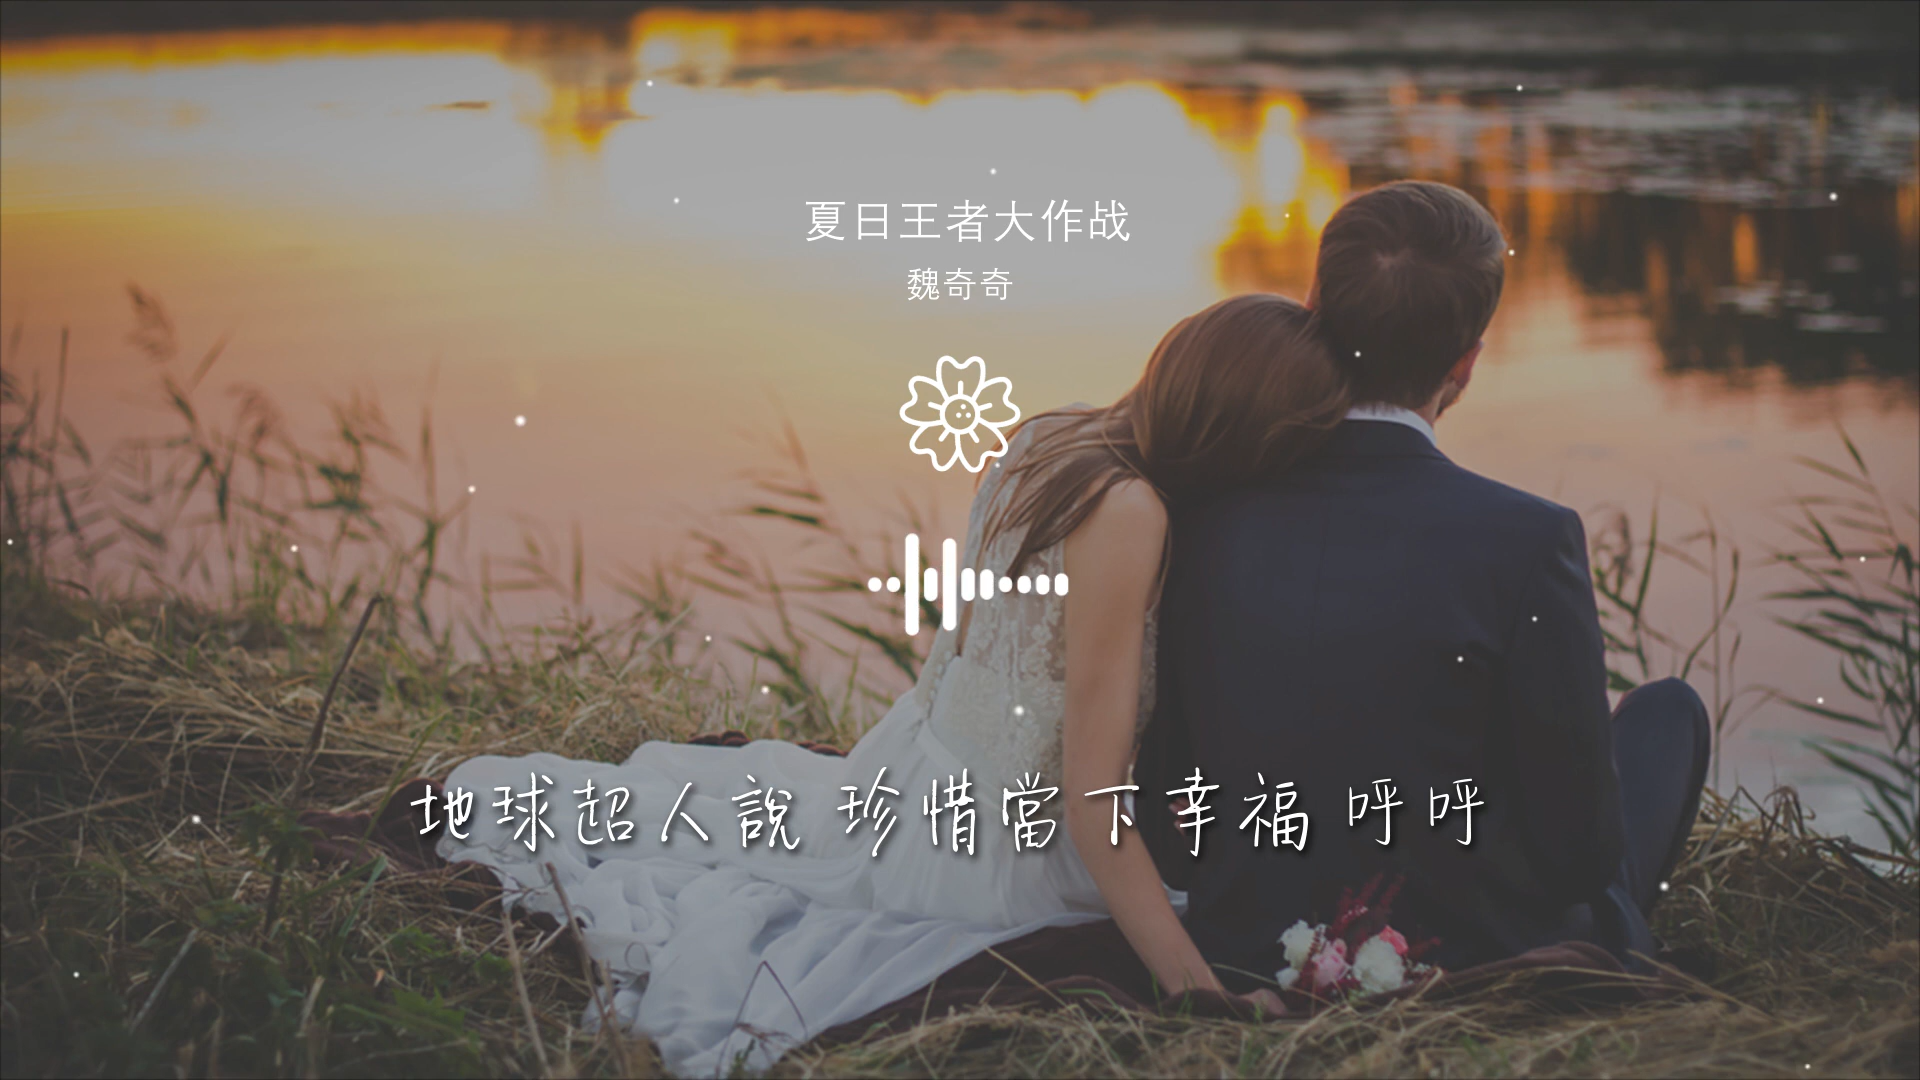 夏日王者大作战
魏奇奇
地球超人說 珍惜當下幸福 呼呼